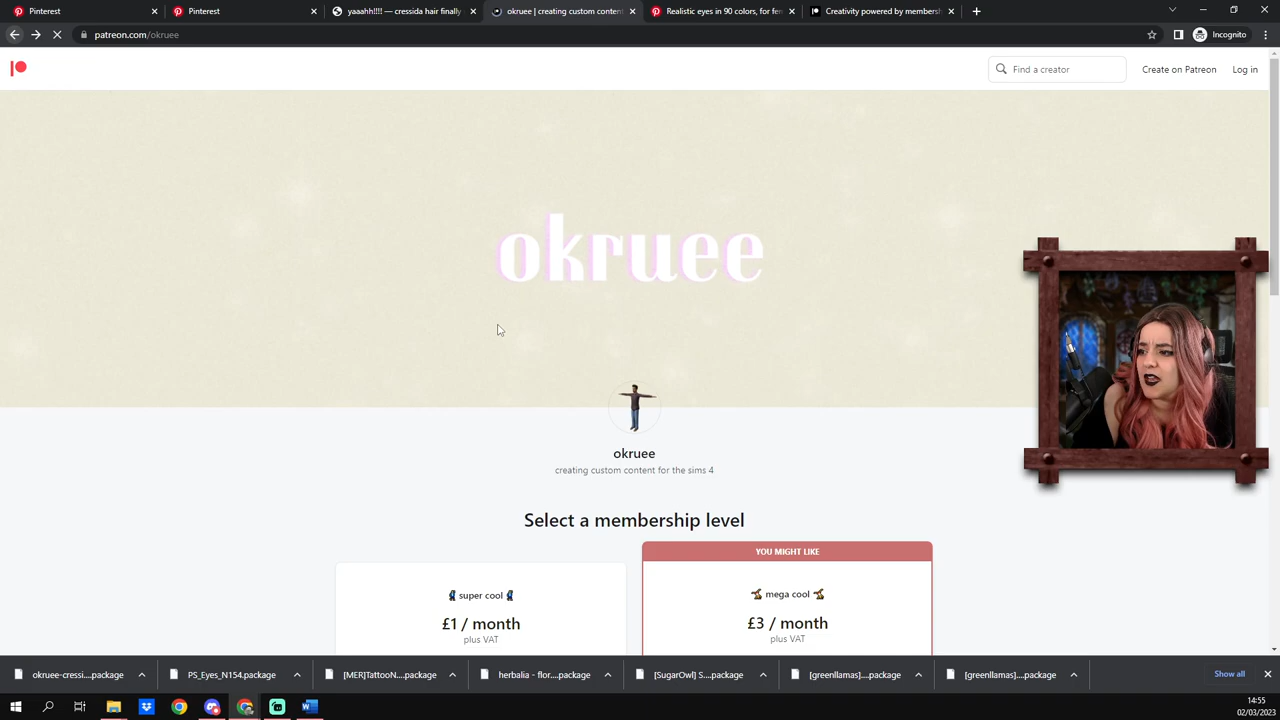 Pinterest
Pinterest
yaaahh!!!! — cressida hair finally
okruee | creating custom content
Realistic eyes in 90 colors, for fem
Creativity powered by membersh
patreon.com/okruee
Incognito
Find a creator
Create on Patreon
Log in
okruee
okruee
creating custom content for the sims 4
Select a membership level
YOU MIGHT LIKE
super cool
mega cool
£1 / month
£3 / month
plus VAT
plus VAT
okruee-cressi....package
PS_Eyes_N154.package
[MER]TattooN....package
herbalia - flor....package
[SugarOwl] S....package
[greenllamas]....package
[greenllamas]....package
Show all
14:55
02/03/2023